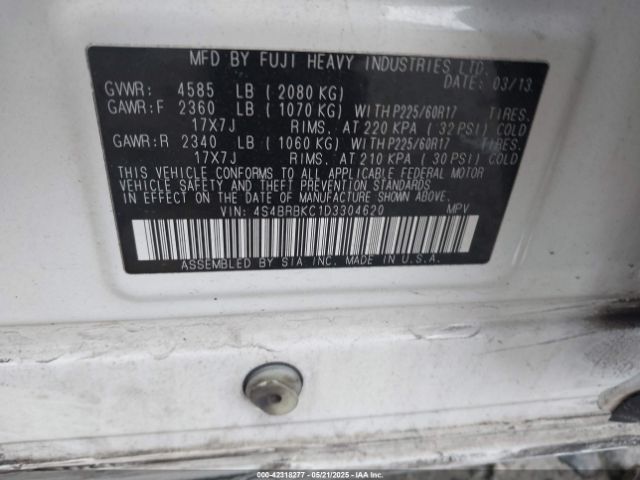 MFD BY FUJI HEAVY INDUSTRIES LTD.
DATE: 03/13
GVWR: 4585 LB ( 2080 KG)
GAWR:F 2360 LB ( 1070 KG) WITH P225/60R17 TIRES,
17X7J RIMS, AT 220 KPA ( 32 PSI) COLD
GAWR:R 2340 LB ( 1060 KG) WITH P225/60R17 TIRES,
17X7J RIMS, AT 210 KPA ( 30 PSI) COLD
THIS VEHICLE CONFORMS TO ALL APPLICABLE FEDERAL MOTOR
VEHICLE SAFETY AND THEFT PREVENTION STANDARDS
IN EFFECT ON THE DATE OF MANUFACTURE SHOWN ABOVE.
VIN: 4S4BRBKC1D3304620 MPV
ASSEMBLED BY SIA INC. MADE IN U.S.A.
000-42318277 - 05/21/2025 - IAAI.COM